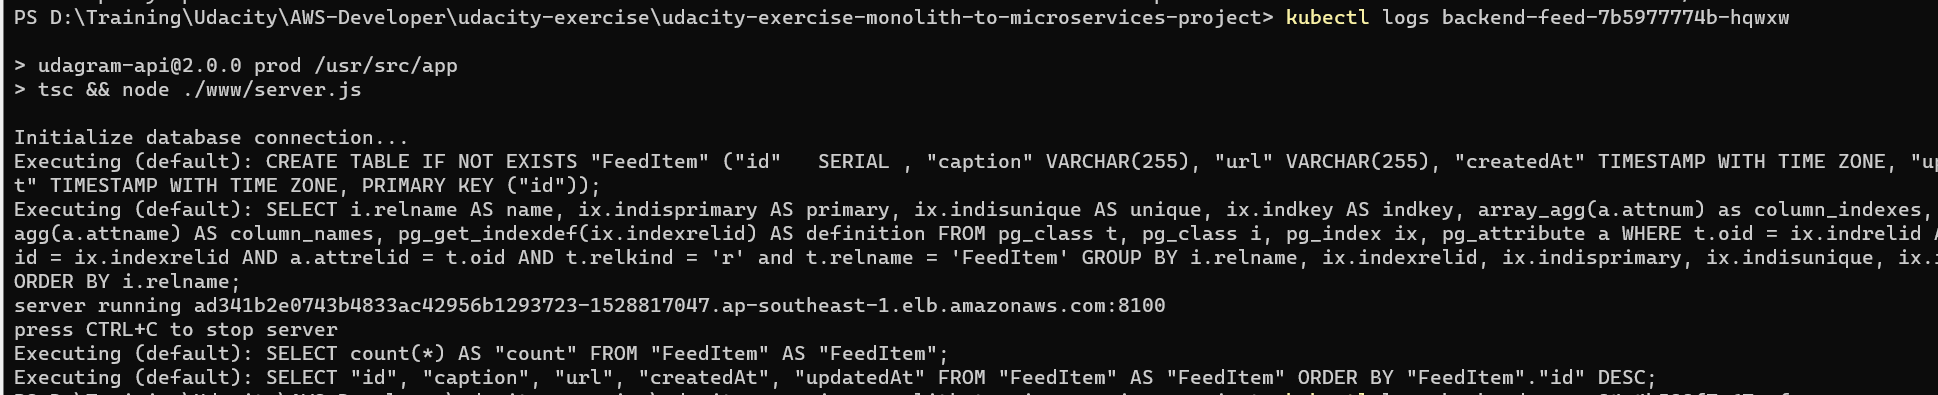 PS D:\Training\Udacity\AWS-Developer\udacity-exercise\udacity-exercise-monolith-to-microservices-project> kubectl logs backend-feed-7b5977774b-hqwxw
> udagram-api@2.0.0 prod /usr/src/app
> tsc && node ./www/server.js
Initialize database connection...
Executing (default): CREATE TABLE IF NOT EXISTS "FeedItem" ("id"   SERIAL , "caption" VARCHAR(255), "url" VARCHAR(255), "createdAt" TIMESTAMP WITH TIME ZONE, "up
t" TIMESTAMP WITH TIME ZONE, PRIMARY KEY ("id"));
Executing (default): SELECT i.relname AS name, ix.indisprimary AS primary, ix.indisunique AS unique, ix.indkey AS indkey, array_agg(a.attnum) as column_indexes,
agg(a.attname) AS column_names, pg_get_indexdef(ix.indexrelid) AS definition FROM pg_class t, pg_class i, pg_index ix, pg_attribute a WHERE t.oid = ix.indrelid
id = ix.indexrelid AND a.attrelid = t.oid AND t.relkind = 'r' and t.relname = 'FeedItem' GROUP BY i.relname, ix.indexrelid, ix.indisprimary, ix.indisunique,
ORDER BY i.relname;
server running ad341b2e0743b4833ac42956b1293723-1528817047.ap-southeast-1.elb.amazonaws.com:8100
press CTRL+C to stop server
Executing (default): SELECT count(*) AS "count" FROM "FeedItem" AS "FeedItem";
Executing (default): SELECT "id", "caption", "url", "createdAt", "updatedAt" FROM "FeedItem" AS "FeedItem" ORDER BY "FeedItem"."id" DESC;